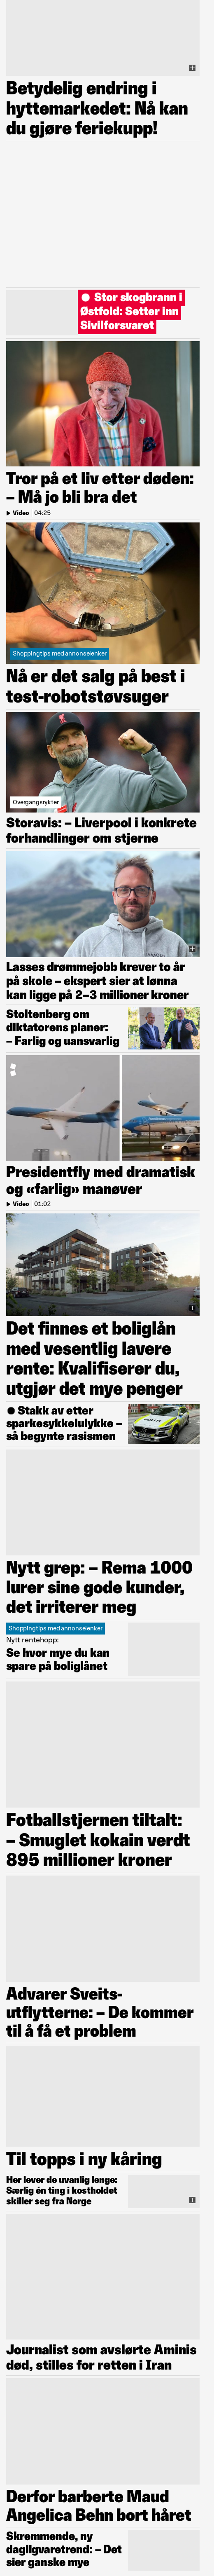 Betydelig endring i
hyttemarkedet: Nå kan
du gjøre feriekupp!
Stor skogbrann i
Østfold: Setter inn
Sivilforsvaret
Tror på et liv etter døden:
– Må jo bli bra det
Video | 04:25
Shoppingtips med annonselenker
Nå er det salg på best i
test-robotstøvsuger
Overgangsrykter
Storavis: – Liverpool i konkrete
forhandlinger om stjerne
Lasses drømmejobb krever to år
på skole – ekspert sier at lønna
kan ligge på 2–3 millioner kroner
Stoltenberg om
diktatorens planer:
– Farlig og uansvarlig
Presidentfly med dramatisk
og «farlig» manøver
Video | 01:02
Det finnes et boliglån
med vesentlig lavere
rente: Kvalifiserer du,
utgjør det mye penger
Stakk av etter
sparkesykkelulykke –
så begynte rasismen
Nytt grep: – Rema 1000
lurer sine gode kunder,
det irriterer meg
Shoppingtips med annonselenker
Nytt rentehopp:
Se hvor mye du kan
spare på boliglånet
Fotballstjernen tiltalt:
– Smuglet kokain verdt
895 millioner kroner
Advarer Sveits-
utflytterne: – De kommer
til å få et problem
Til topps i ny kåring
Her lever de uvanlig lenge:
Særlig én ting i kostholdet
skiller seg fra Norge
Journalist som avslørte Aminis
død, stilles for retten i Iran
Derfor barberte Maud
Angelica Behn bort håret
Skremmende, ny
dagligvaretrend: – Det
sier ganske mye